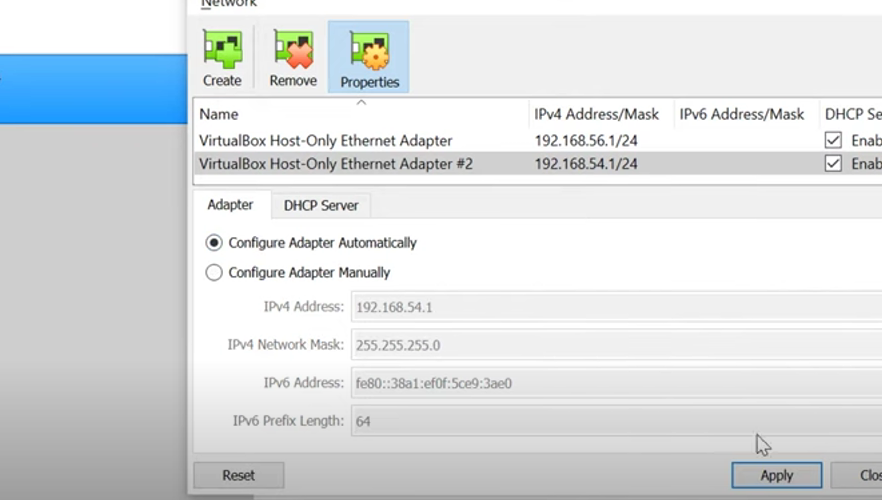 Network
Create Remove Properties
Name IPv4 Address/Mask IPv6 Address/Mask DHCP Se
VirtualBox Host-Only Ethernet Adapter 192.168.56.1/24 Enab
VirtualBox Host-Only Ethernet Adapter #2 192.168.54.1/24 Enab
Adapter DHCP Server
Configure Adapter Automatically
Configure Adapter Manually
IPv4 Address: 192.168.54.1
IPv4 Network Mask: 255.255.255.0
IPv6 Address: fe80::38a1:ef0f:5ce9:3ae0
IPv6 Prefix Length: 64
Reset Apply Clos